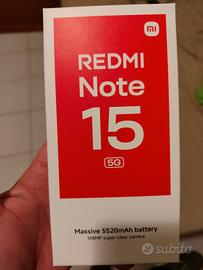 mi
REDMI
Note
15
5G
Massive 5520mAh battery
108MP super-clear camera
subito